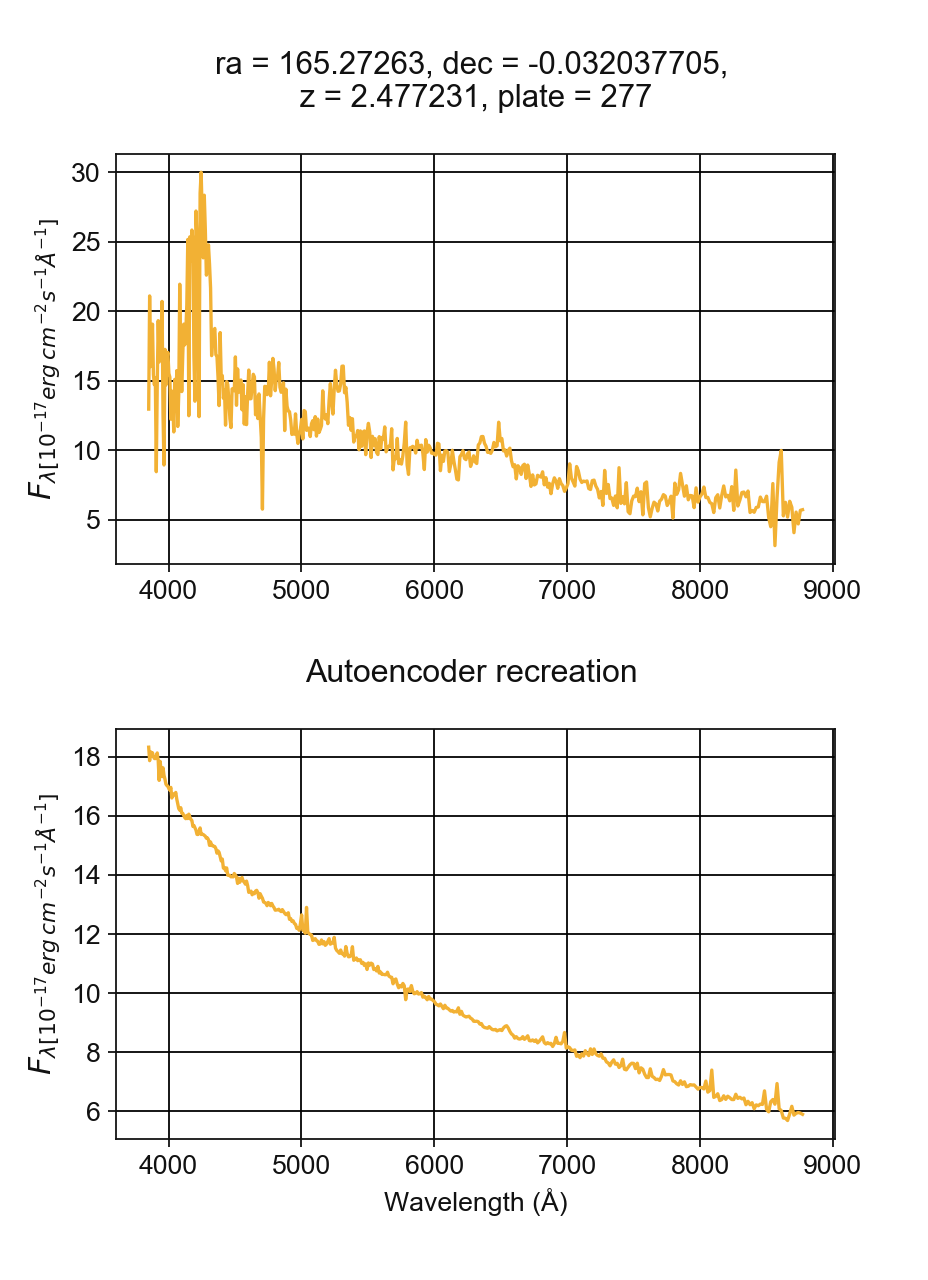 ra = 165.27263, dec = -0.032037705,
z = 2.477231, plate = 277
F_λ[10⁻¹⁷erg cm⁻²s⁻¹Å⁻¹]
30
25
20
15
10
5
4000 5000 6000 7000 8000 9000
Autoencoder recreation
F_λ[10⁻¹⁷erg cm⁻²s⁻¹Å⁻¹]
18
16
14
12
10
8
6
4000 5000 6000 7000 8000 9000
Wavelength (Å)